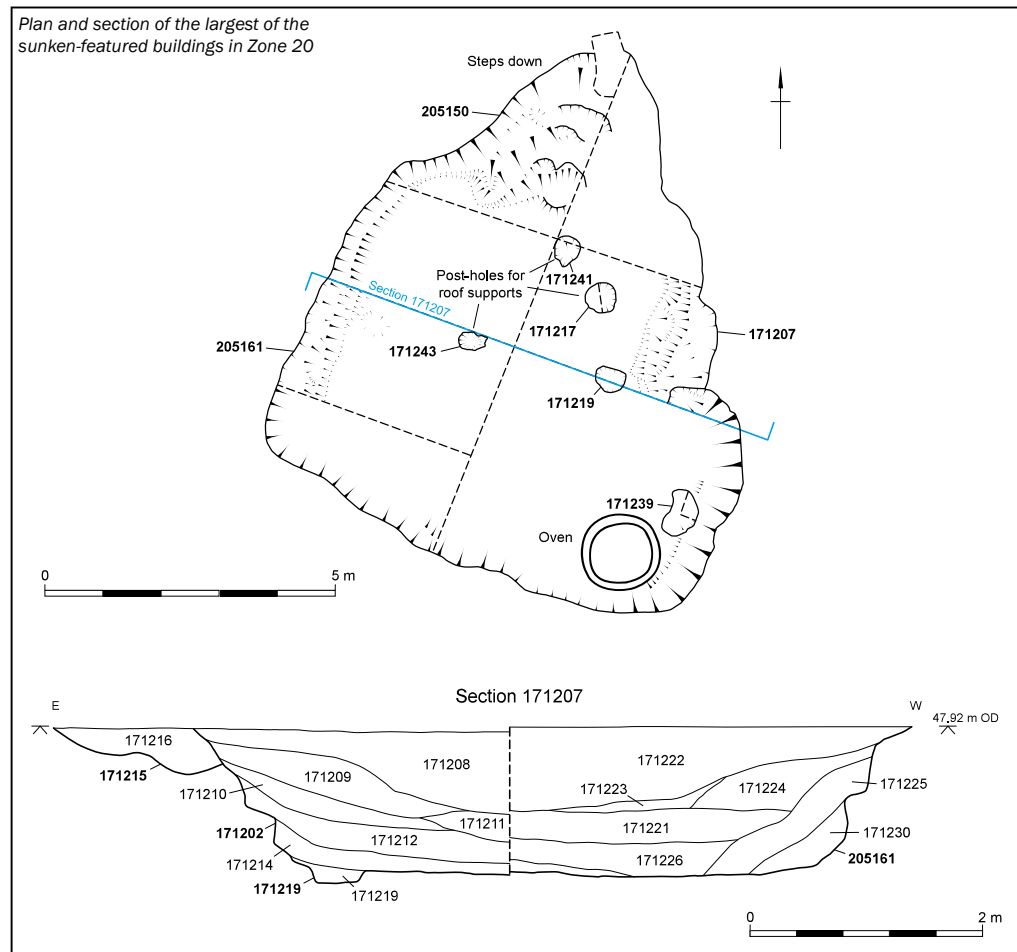 Plan and section of the largest of the
sunken-featured buildings in Zone 20
Steps down
205150
Post-holes for
roof supports
171241
Section 171207
171217
171207
205161
171243
171219
171239
Oven
0 5 m
Section 171207
E W
47.92 m OD
171216
171208
171222
171215
171209
171223
171224
171225
171210
171211
171221
171202
171212
171230
171214
171226
205161
171219
171219
0 2 m